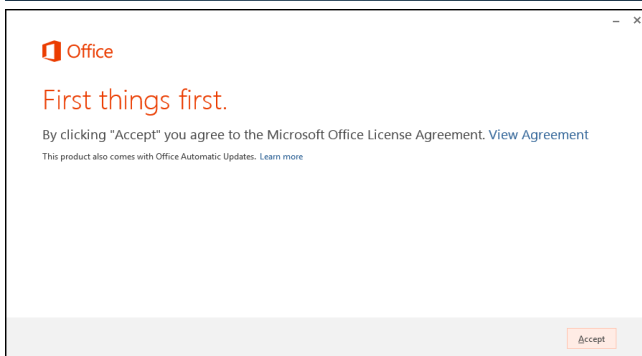 Office
First things first.
By clicking "Accept" you agree to the Microsoft Office License Agreement. View Agreement
This product also comes with Office Automatic Updates. Learn more
Accept